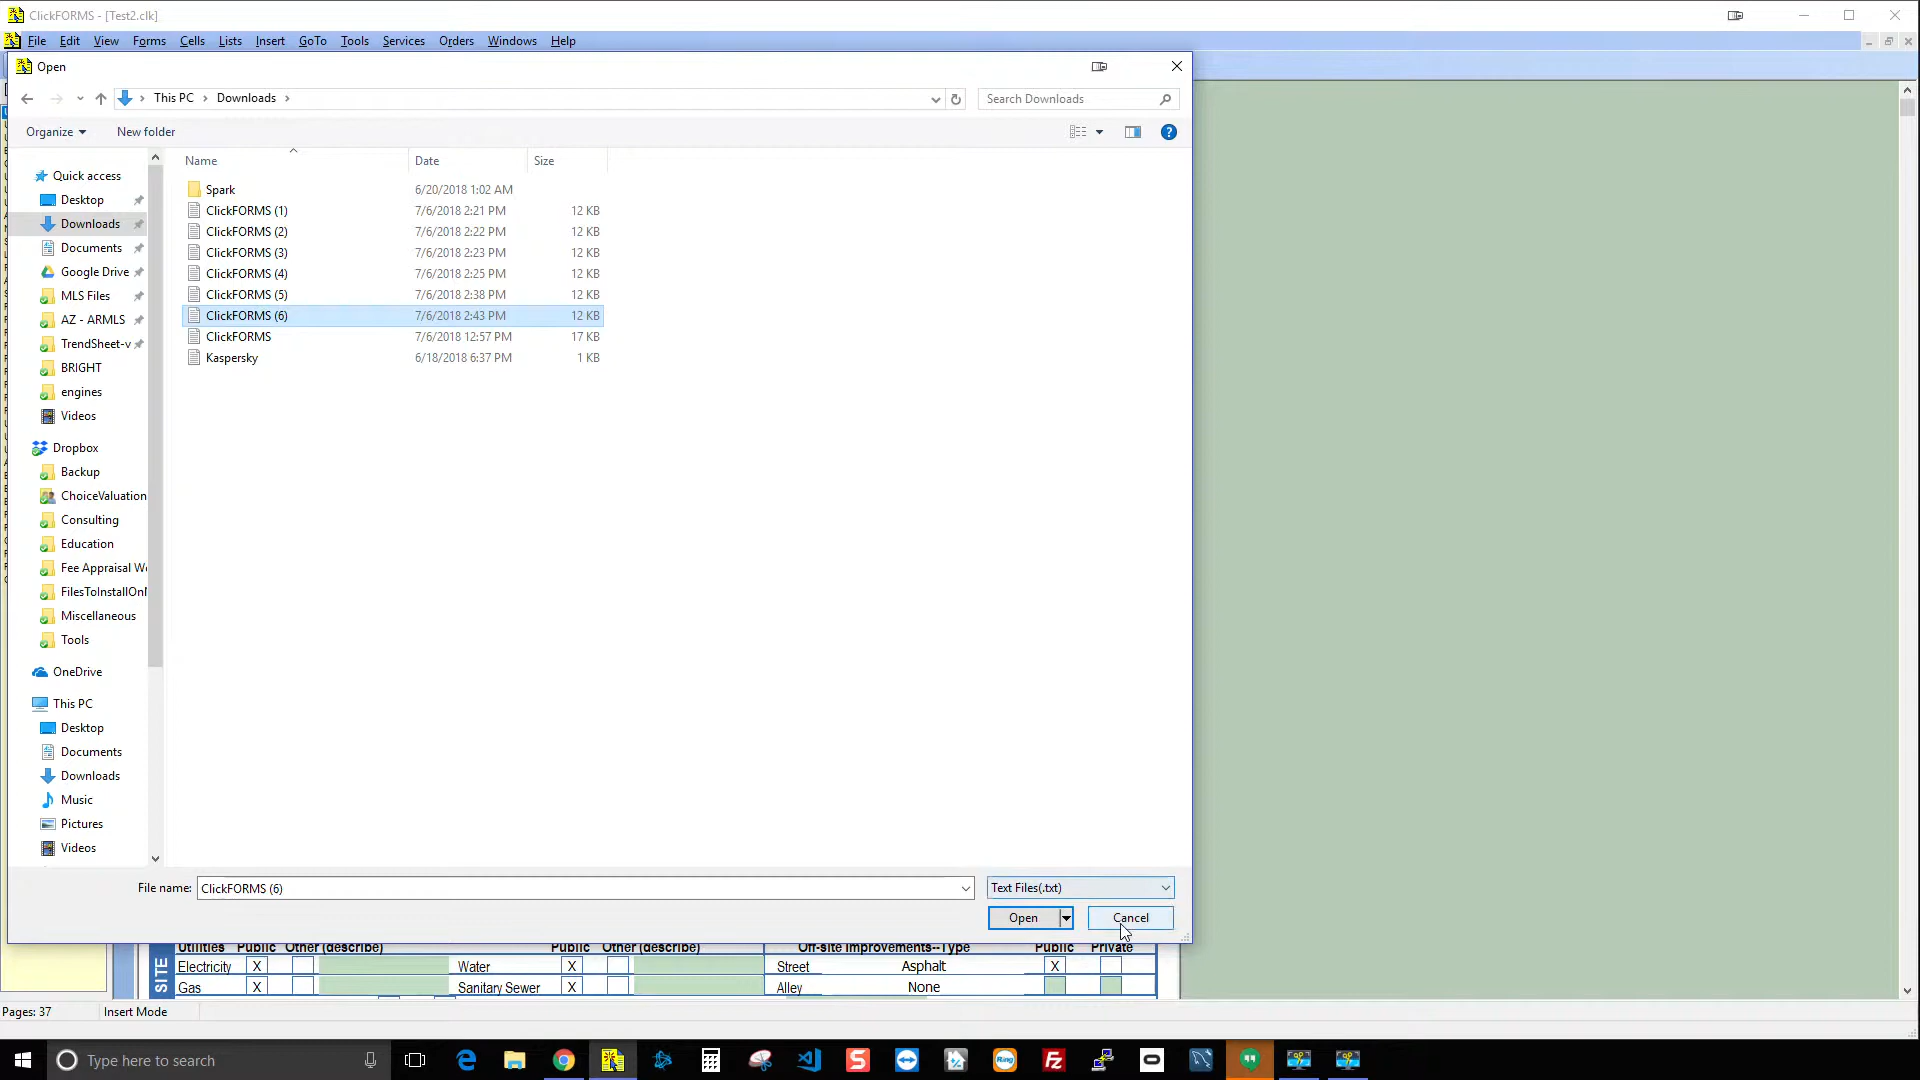 ClickFORMS - [Test2.clk]
File Edit View Forms Cells Lists Insert GoTo Tools Services Orders Windows Help
Open
This PC > Downloads >
Search Downloads
Organize New folder
Name Date Size
Spark 6/20/2018 1:02 AM
ClickFORMS (1) 7/6/2018 2:21 PM 12 KB
ClickFORMS (2) 7/6/2018 2:22 PM 12 KB
ClickFORMS (3) 7/6/2018 2:23 PM 12 KB
ClickFORMS (4) 7/6/2018 2:25 PM 12 KB
ClickFORMS (5) 7/6/2018 2:38 PM 12 KB
ClickFORMS (6) 7/6/2018 2:43 PM 12 KB
ClickFORMS 7/6/2018 12:57 PM 17 KB
Kaspersky 6/18/2018 6:37 PM 1 KB
Quick access
Desktop
Downloads
Documents
Google Drive
MLS Files
AZ - ARMLS
TrendSheet-v
BRIGHT
engines
Videos
Dropbox
Backup
ChoiceValuation
Consulting
Education
Fee Appraisal W
FilesToInstallOn
Miscellaneous
Tools
OneDrive
This PC
Desktop
Documents
Downloads
Music
Pictures
Videos
File name: ClickFORMS (6) Text Files(.txt)
Open Cancel
Utilities Public Other (describe) Public Other (describe) Off-site Improvements--Type Public Private
SITE
Electricity X Water X Street Asphalt X
Gas X Sanitary Sewer X Alley None
Pages: 37 Insert Mode
Type here to search